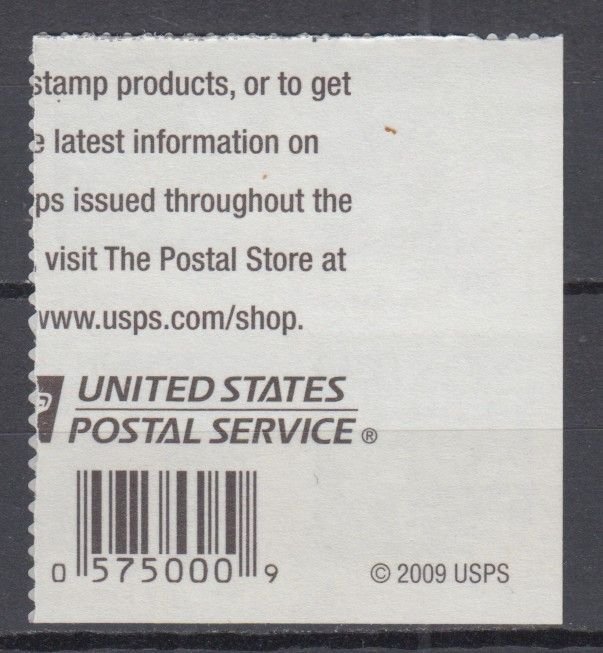 stamp products, or to get
e latest information on
ps issued throughout the
, visit The Postal Store at
www.usps.com/shop.
UNITED STATES
POSTAL SERVICE ®
0 575000 9
© 2009 USPS